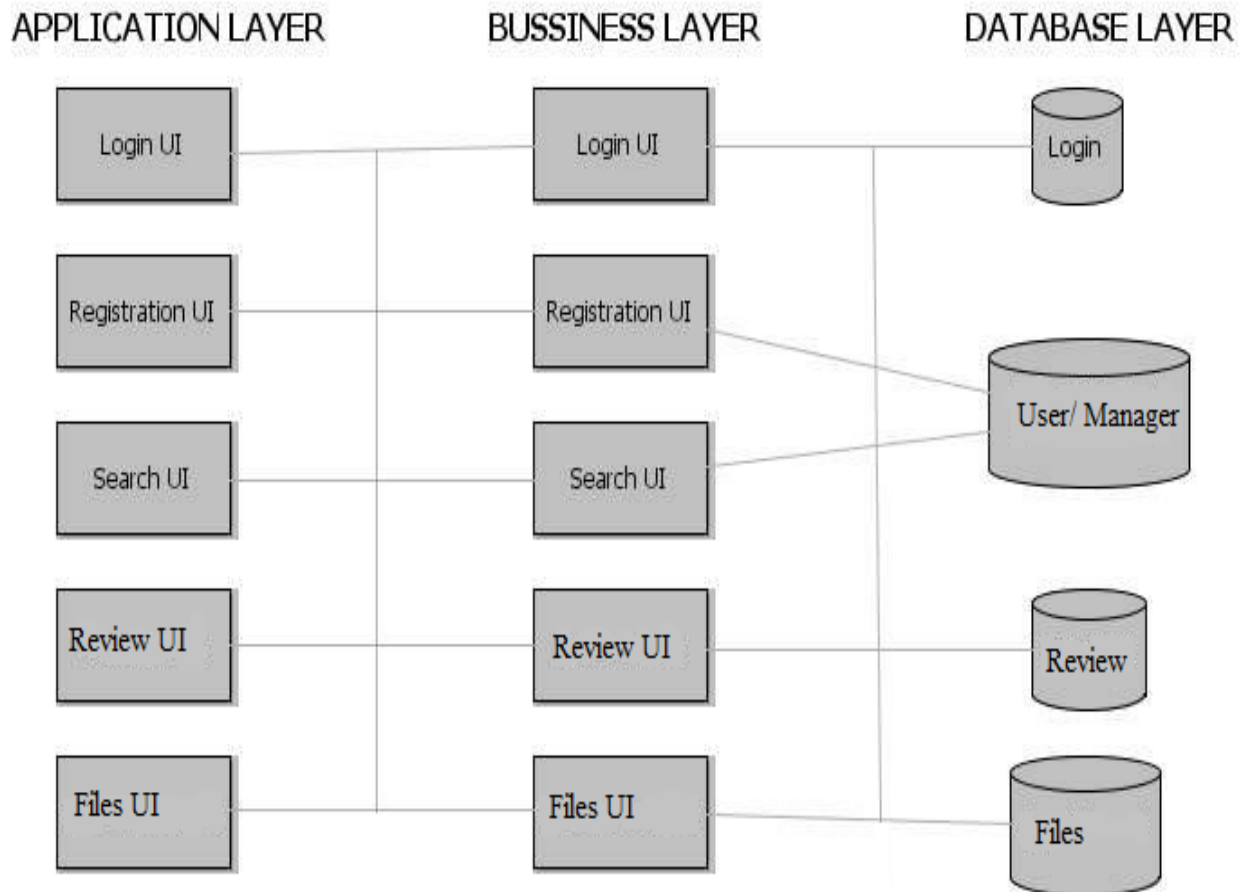 APPLICATION LAYER
BUSSINESS LAYER
DATABASE LAYER
Login UI
Login UI
Login
Registration UI
Registration UI
User/ Manager
Search UI
Search UI
Review UI
Review UI
Review
Files UI
Files UI
Files